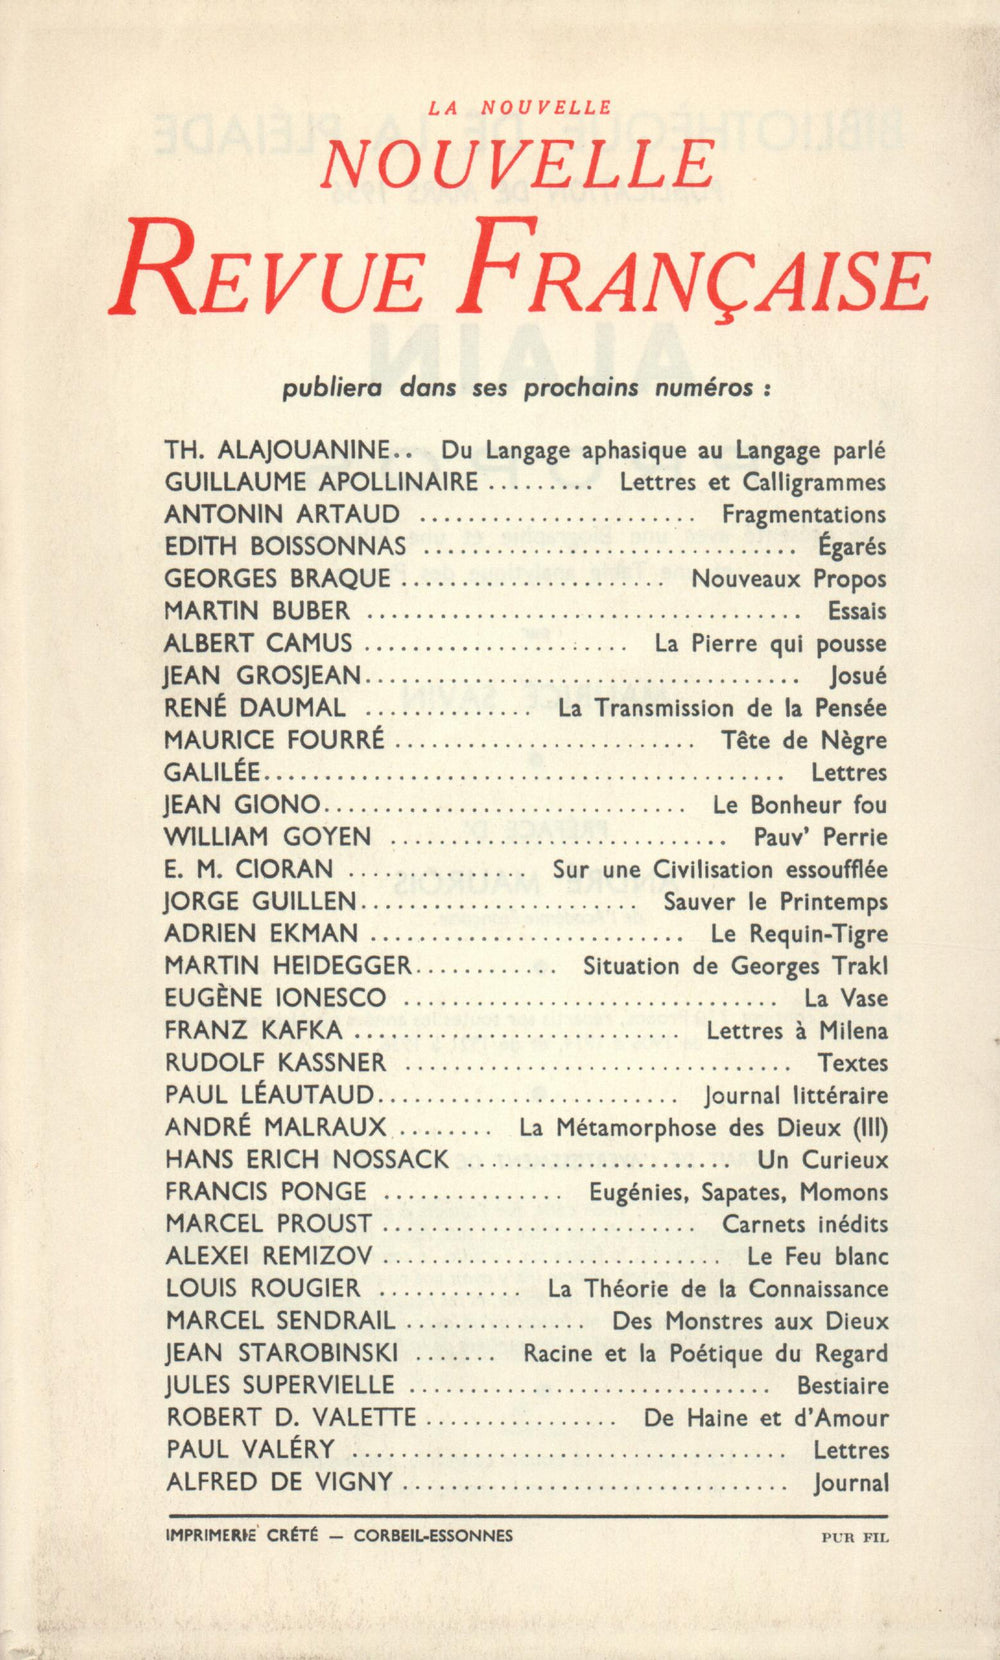 LA NOUVELLE
NOUVELLE
REVUE FRANÇAISE
publiera dans ses prochains numéros :
TH. ALAJOUANINE.. Du Langage aphasique au Langage parlé
GUILLAUME APOLLINAIRE ......... Lettres et Calligrammes
ANTONIN ARTAUD ....................... Fragmentations
EDITH BOISSONNAS ............................... Égarés
GEORGES BRAQUE ...................... Nouveaux Propos
MARTIN BUBER .................................... Essais
ALBERT CAMUS ...................... La Pierre qui pousse
JEAN GROSJEAN.................................... Josué
RENÉ DAUMAL .............. La Transmission de la Pensée
MAURICE FOURRÉ ......................... Tête de Nègre
GALILÉE........................................... Lettres
JEAN GIONO.............................. Le Bonheur fou
WILLIAM GOYEN ............................ Pauv' Perrie
E. M. CIORAN ............... Sur une Civilisation essoufflée
JORGE GUILLEN....................... Sauver le Printemps
ADRIEN EKMAN .......................... Le Requin-Tigre
MARTIN HEIDEGGER............ Situation de Georges Trakl
EUGÈNE IONESCO ............................... La Vase
FRANZ KAFKA ........................... Lettres à Milena
RUDOLF KASSNER ................................ Textes
PAUL LÉAUTAUD......................... Journal littéraire
ANDRÉ MALRAUX ........ La Métamorphose des Dieux (III)
HANS ERICH NOSSACK ...................... Un Curieux
FRANCIS PONGE ............... Eugénies, Sapates, Momons
MARCEL PROUST .......................... Carnets inédits
ALEXEI REMIZOV ............................ Le Feu blanc
LOUIS ROUGIER ............ La Théorie de la Connaissance
MARCEL SENDRAIL ............... Des Monstres aux Dieux
JEAN STAROBINSKI ....... Racine et la Poétique du Regard
JULES SUPERVIELLE .............................. Bestiaire
ROBERT D. VALETTE ................ De Haine et d'Amour
PAUL VALÉRY .................................... Lettres
ALFRED DE VIGNY ................................ Journal
IMPRIMERIE CRÉTÉ — CORBEIL-ESSONNES PUR FIL